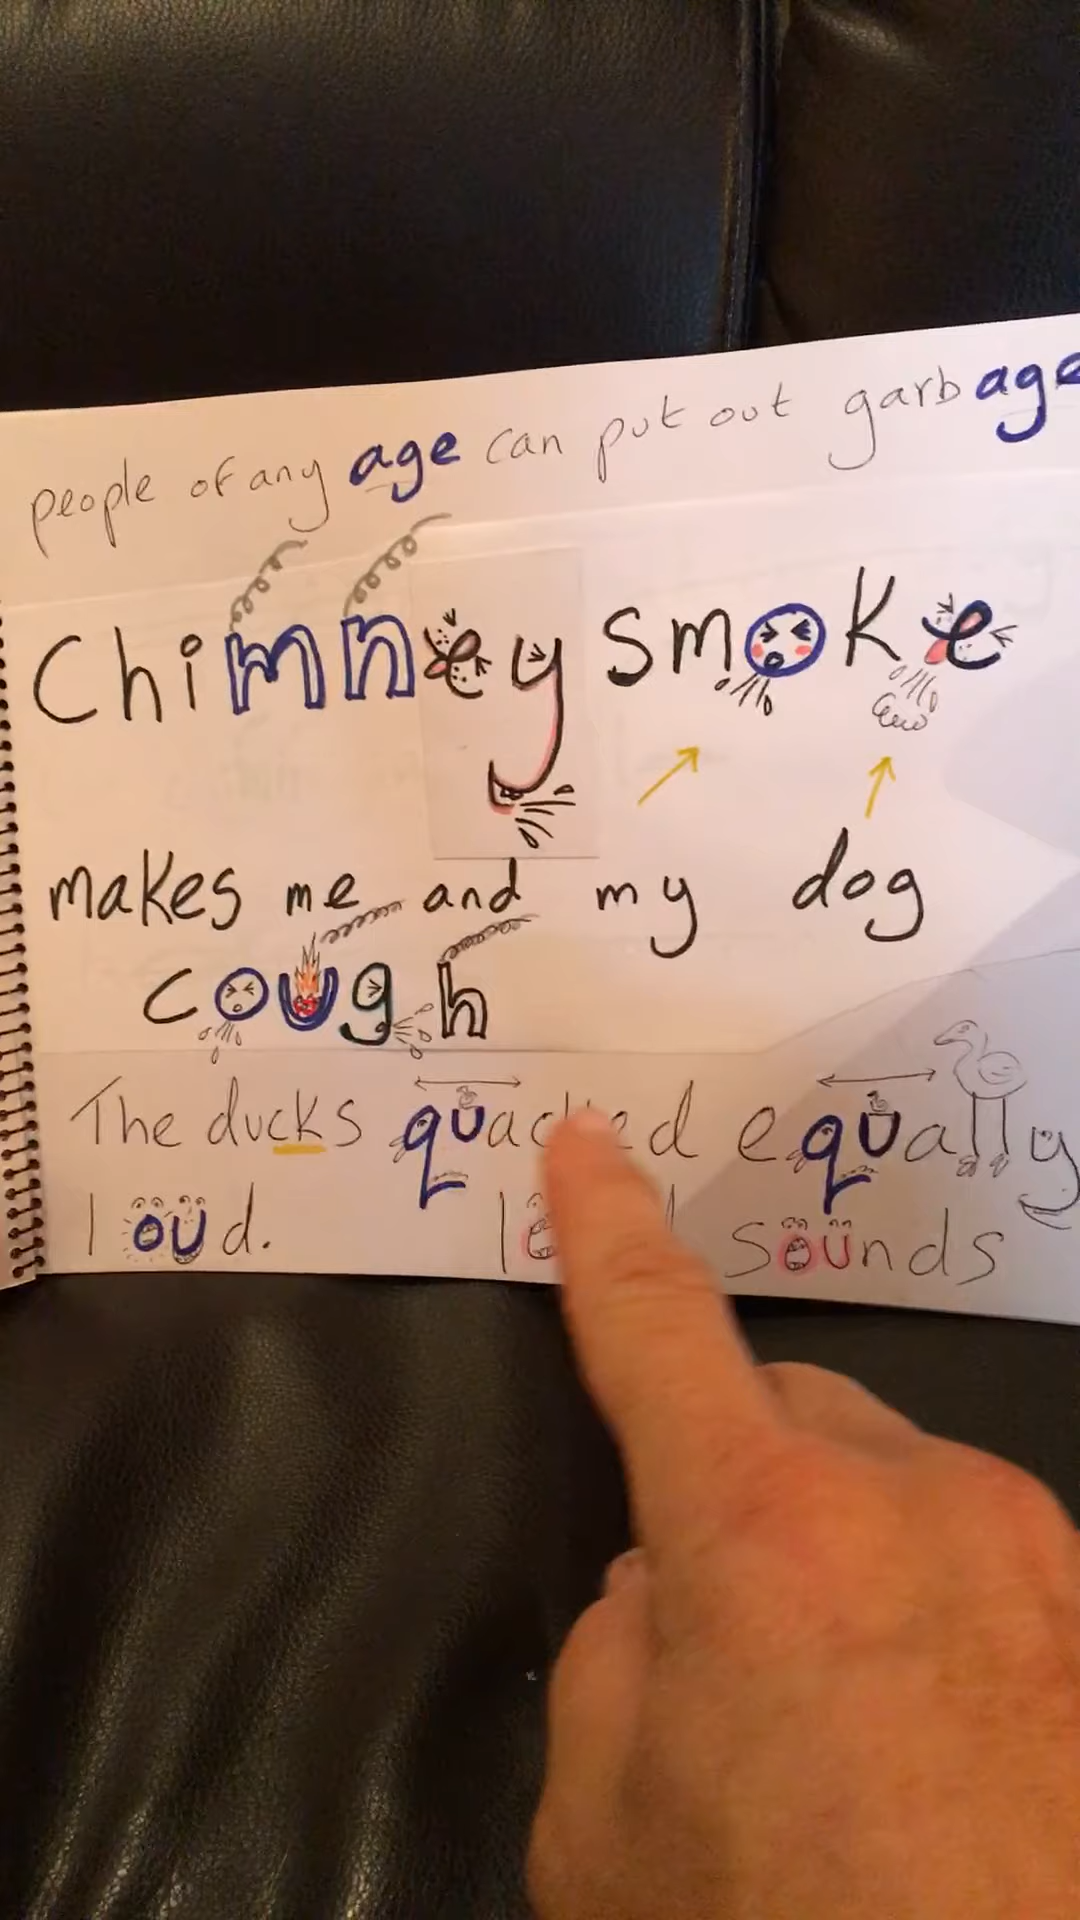 people of any age can put out garbage
Chimney smoke
makes me and my dog
cough
The ducks quacked equally
loud. sounds